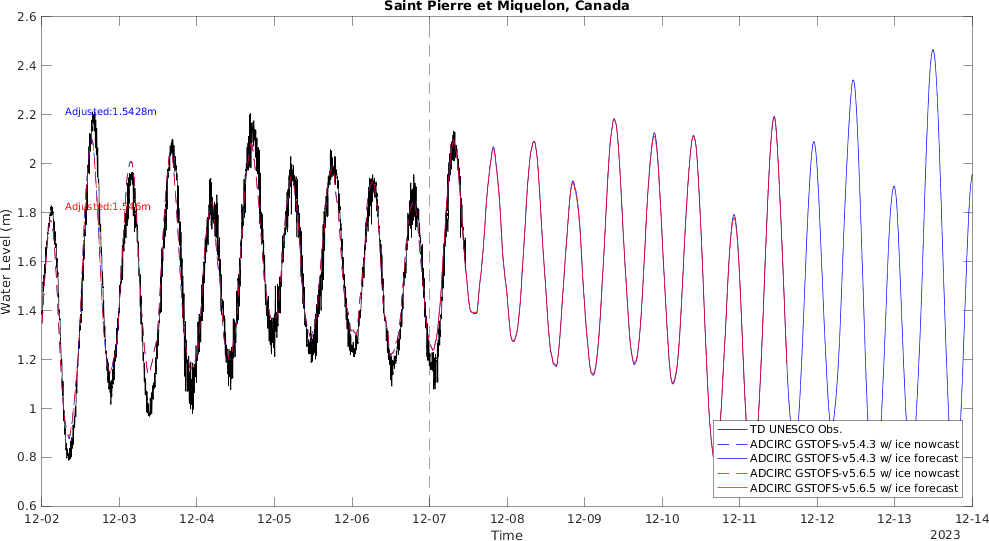 Saint Pierre et Miquelon, Canada
2.6
2.4
2.2
2
1.8
1.6
1.4
1.2
1
0.8
0.6
Water Level (m)
Adjusted:1.5428m
Adjusted:1.546m
TD UNESCO Obs.
ADCIRC GSTOFS-v5.4.3 w/ ice nowcast
ADCIRC GSTOFS-v5.4.3 w/ ice forecast
ADCIRC GSTOFS-v5.6.5 w/ ice nowcast
ADCIRC GSTOFS-v5.6.5 w/ ice forecast
12-02 12-03 12-04 12-05 12-06 12-07 12-08 12-09 12-10 12-11 12-12 12-13 12-14
Time
2023